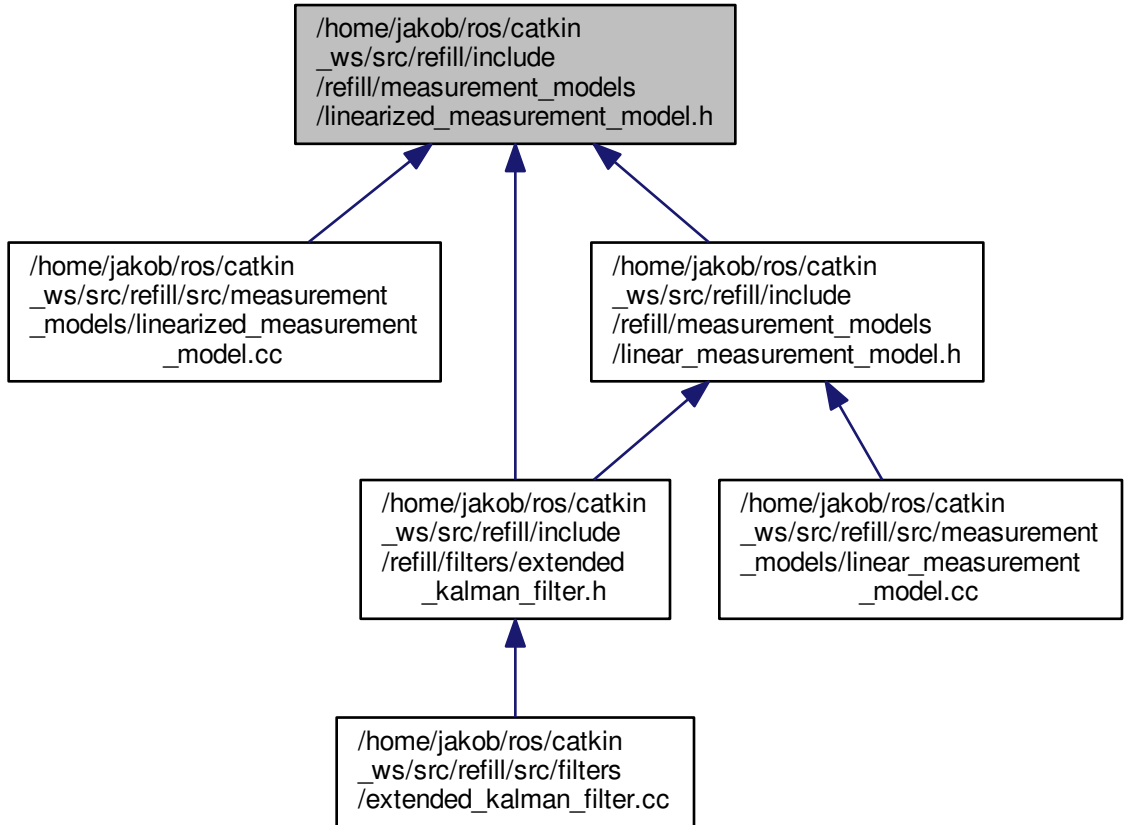 /home/jakob/ros/catkin
_ws/src/refill/include
/refill/measurement_models
/linearized_measurement_model.h
/home/jakob/ros/catkin
_ws/src/refill/src/measurement
_models/linearized_measurement
_model.cc
/home/jakob/ros/catkin
_ws/src/refill/include
/refill/measurement_models
/linear_measurement_model.h
/home/jakob/ros/catkin
_ws/src/refill/include
/refill/filters/extended
_kalman_filter.h
/home/jakob/ros/catkin
_ws/src/refill/src/measurement
_models/linear_measurement
_model.cc
/home/jakob/ros/catkin
_ws/src/refill/src/filters
/extended_kalman_filter.cc